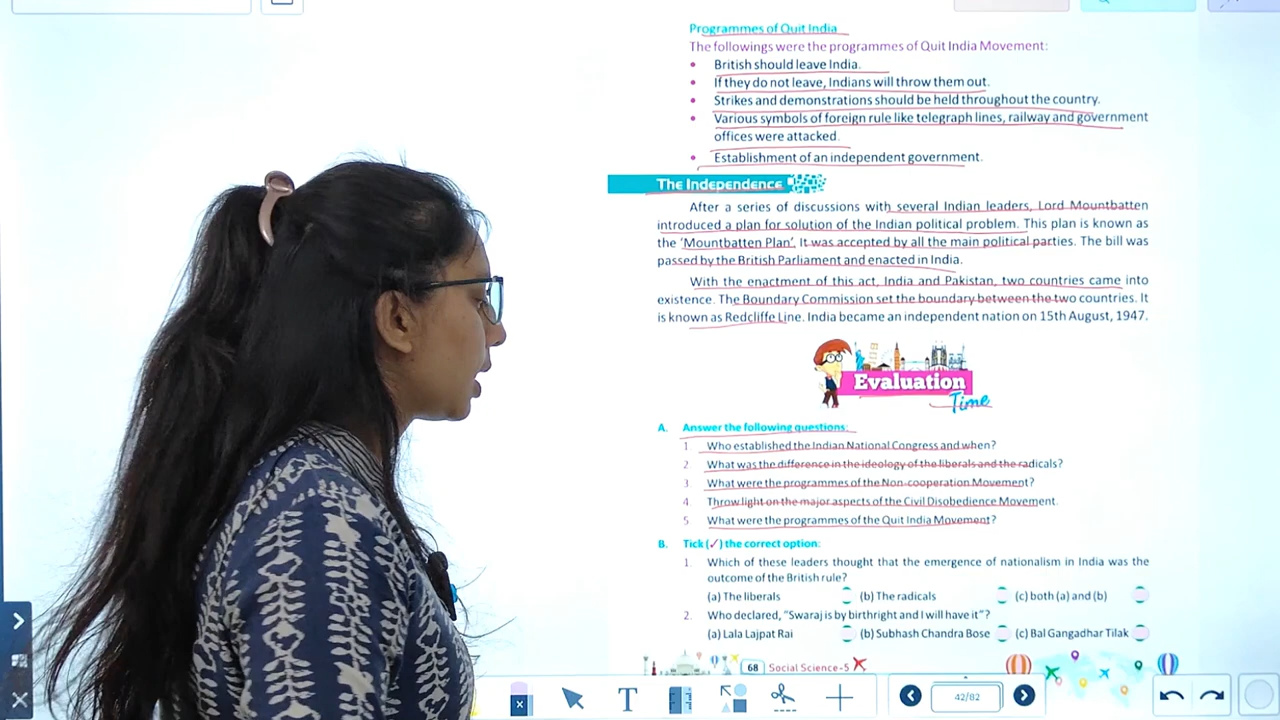 Programmes of Quit India
The followings were the programmes of Quit India Movement:
• British should leave India.
• If they do not leave, Indians will throw them out.
• Strikes and demonstrations should be held throughout the country.
• Various symbols of foreign rule like telegraph lines, railway and government
offices were attacked.
• Establishment of an independent government.
The Independence
After a series of discussions with several Indian leaders, Lord Mountbatten
introduced a plan for solution of the Indian political problem. This plan is known as
the ‘Mountbatten Plan’. It was accepted by all the main political parties. The bill was
passed by the British Parliament and enacted in India.
With the enactment of this act, India and Pakistan, two countries came into
existence. The Boundary Commission set the boundary between the two countries. It
is known as Redcliffe Line. India became an independent nation on 15th August, 1947.
Evaluation
Time
A. Answer the following questions:
1 Who established the Indian National Congress and when?
2 What was the difference in the ideology of the liberals and the radicals?
3 What were the programmes of the Non-cooperation Movement?
4. Throw light on the major aspects of the Civil Disobedience Movement.
5 What were the programmes of the Quit India Movement?
B. Tick (✓) the correct option:
1. Which of these leaders thought that the emergence of nationalism in India was the
outcome of the British rule?
(a) The liberals (b) The radicals (c) both (a) and (b)
2. Who declared, “Swaraj is by birthright and I will have it”?
(a) Lala Lajpat Rai (b) Subhash Chandra Bose (c) Bal Gangadhar Tilak
68 Social Science-5
T
42/82